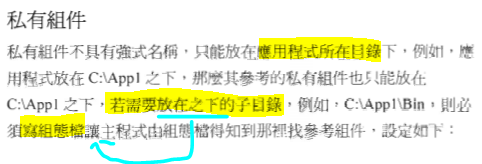 私有組件
私有組件不具有強式名稱，只能放在應用程式所在目錄下，例如，應
用程式放在 C:\App1 之下，那麼其參考的私有組件也只能放在
C:\App1 之下，若需要放在之下的子目錄，例如，C:\App1\Bin，則必
須寫組態檔讓主程式由組態檔得知到那裡找參考組件，設定如下：